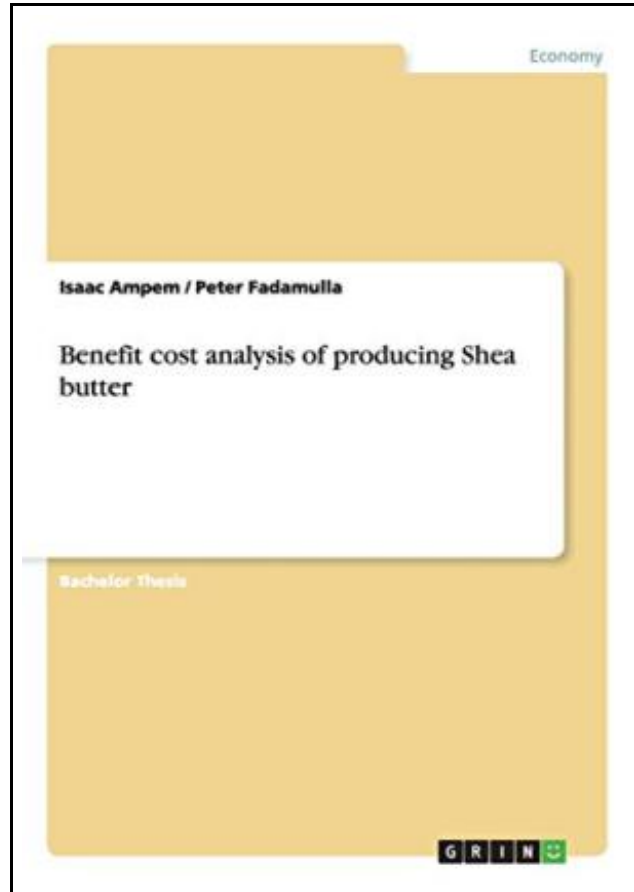 Economy
Isaac Ampem / Peter Fadamulla
Benefit cost analysis of producing Shea
butter
Bachelor Thesis
GRIN